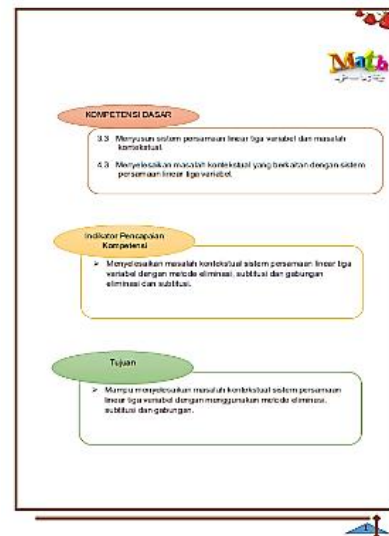 Math
KOMPETENSI DASAR
3.3 Menyusun sistem persamaan linear tiga variabel dan masalah
kontekstual.
4.3 Menyelesaikan masalah kontekstual yang berkaitan dengan sistem
persamaan linear tiga variabel.
Indikator Pencapaian
Kompetensi
➢ Menyelesaikan masalah kontekstual sistem persamaan linear tiga
variabel dengan metode eliminasi, subtitusi dan gabungan
eliminasi dan subtitusi.
Tujuan
➢ Mampu menyelesaikan masalah kontekstual sistem persamaan
linear tiga variabel dengan menggunakan metode eliminasi,
subtitusi dan gabungan.
1